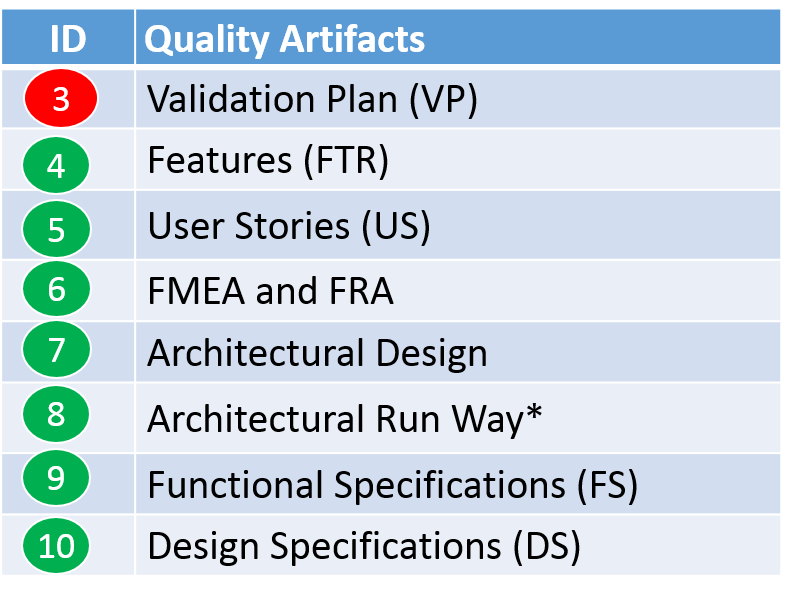 ID Quality Artifacts
3 Validation Plan (VP)
4 Features (FTR)
5 User Stories (US)
6 FMEA and FRA
7 Architectural Design
8 Architectural Run Way*
9 Functional Specifications (FS)
10 Design Specifications (DS)